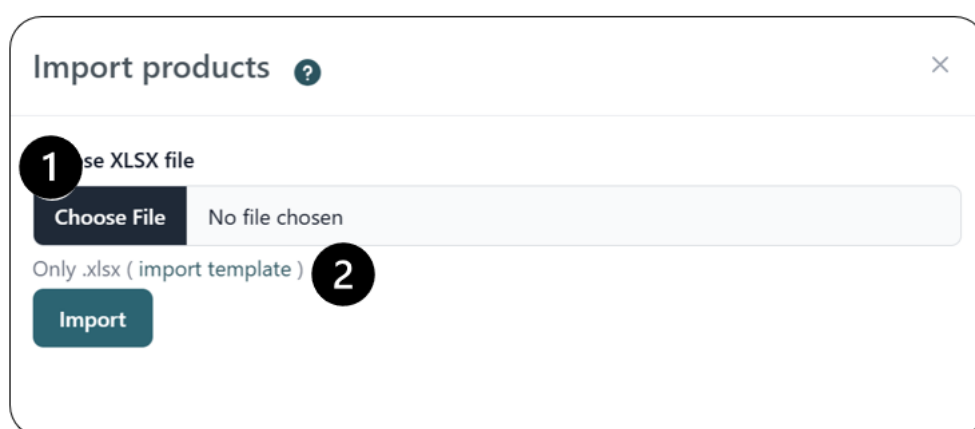 Import products ?
1 se XLSX file
Choose File No file chosen
Only .xlsx ( import template ) 2
Import